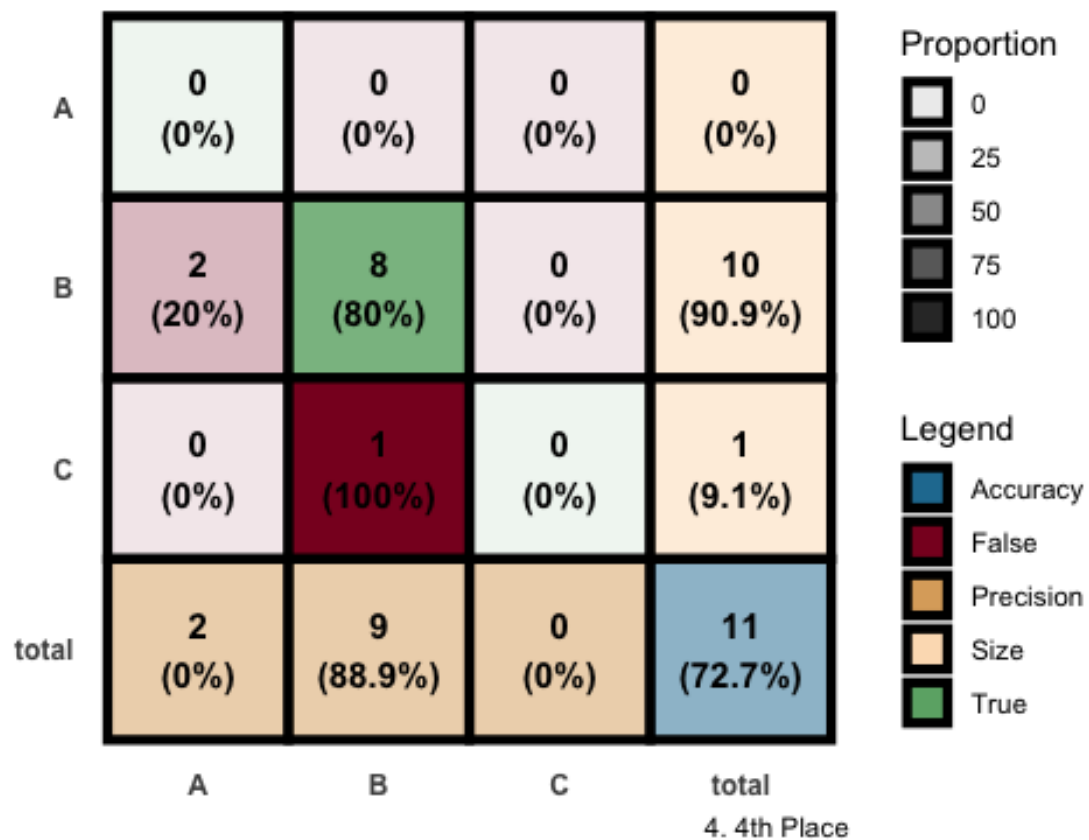 A
0
(0%)
0
(0%)
0
(0%)
0
(0%)
B
2
(20%)
8
(80%)
0
(0%)
10
(90.9%)
C
0
(0%)
1
(100%)
0
(0%)
1
(9.1%)
total
2
(0%)
9
(88.9%)
0
(0%)
11
(72.7%)
A
B
C
total
4. 4th Place
Proportion
0
25
50
75
100
Legend
Accuracy
False
Precision
Size
True